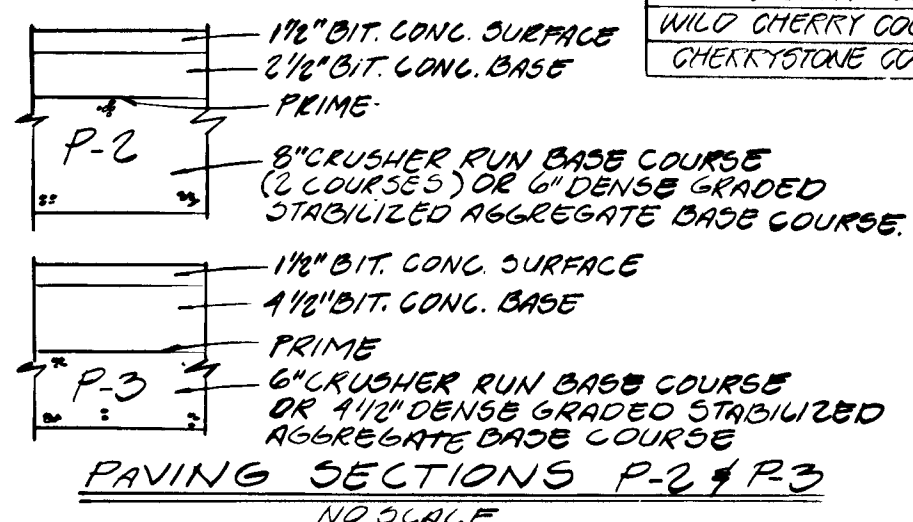 1½" BIT. CONC. SURFACE
2½" BIT. CONC. BASE
PRIME
P-2
8" CRUSHER RUN BASE COURSE
(2 COURSES) OR 6" DENSE GRADED
STABILIZED AGGREGATE BASE COURSE.
WILD CHERRY COU
CHERRYSTONE CO
1½" BIT. CONC. SURFACE
4½" BIT. CONC. BASE
PRIME
P-3
6" CRUSHER RUN BASE COURSE
OR 4½" DENSE GRADED STABILIZED
AGGREGATE BASE COURSE
PAVING SECTIONS P-2 & P-3
NO SCALE